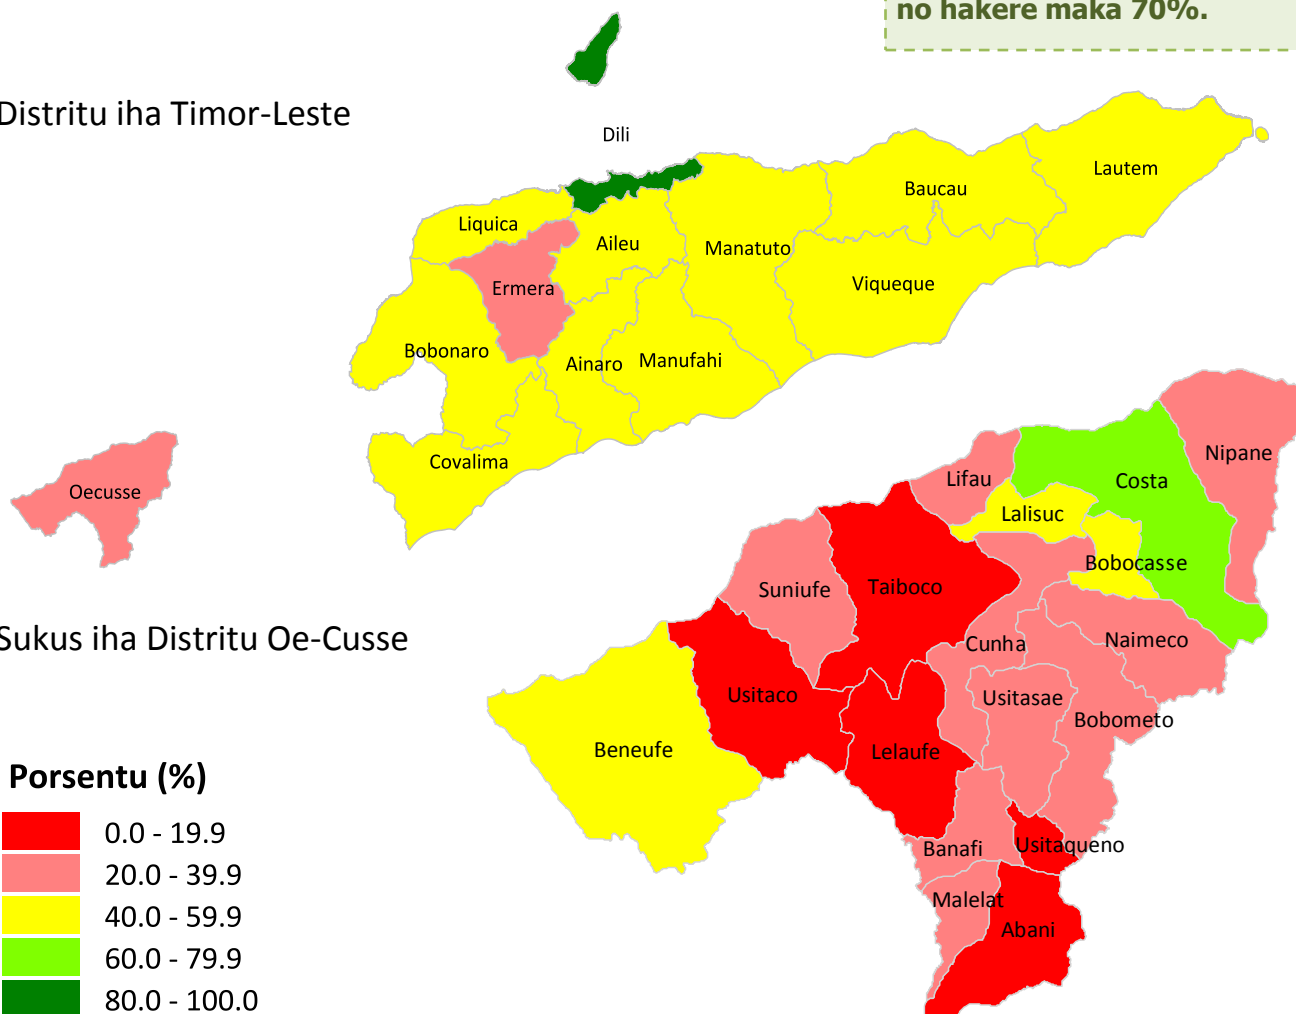 no hakere maka 70%.
Distritu iha Timor-Leste
Dili
Lautem
Baucau
Liquica
Aileu
Manatuto
Viqueque
Ermera
Bobonaro
Ainaro
Manufahi
Covalima
Oecusse
Nipane
Lifau
Costa
Lalisuc
Bobocasse
Suniufe
Taiboco
Sukus iha Distritu Oe-Cusse
Cunha
Naimeco
Usitaco
Usitasae
Bobometo
Beneufe
Lelaufe
Banafi
Usitaqueno
Malelat
Abani
Porsentu (%)
0.0 - 19.9
20.0 - 39.9
40.0 - 59.9
60.0 - 79.9
80.0 - 100.0